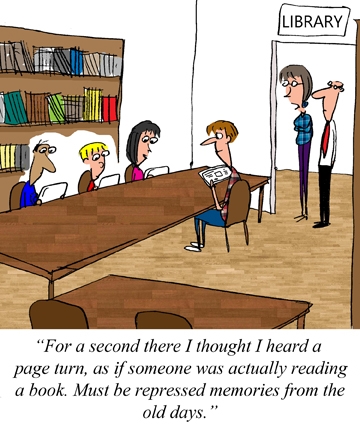 LIBRARY
“For a second there I thought I heard a
page turn, as if someone was actually reading
a book. Must be repressed memories from the
old days.”